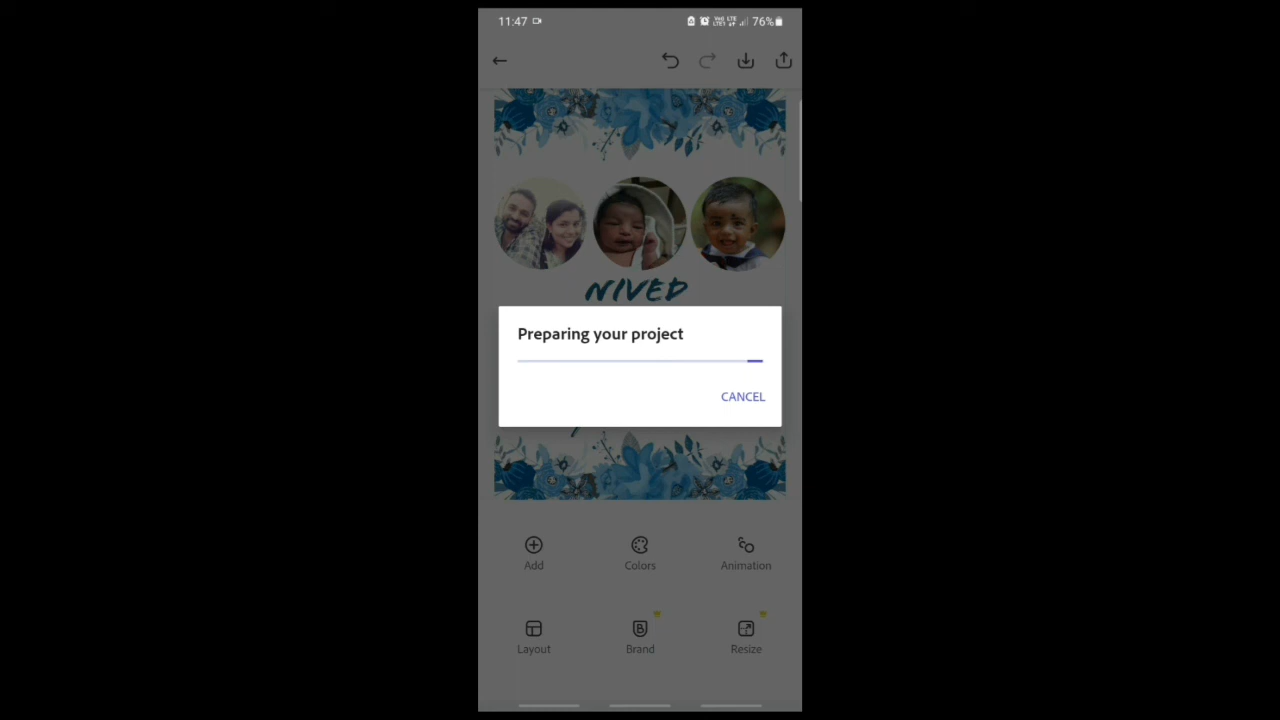 11:47
76%
NIVED
Preparing your project
CANCEL
Add
Colors
Animation
Layout
Brand
Resize